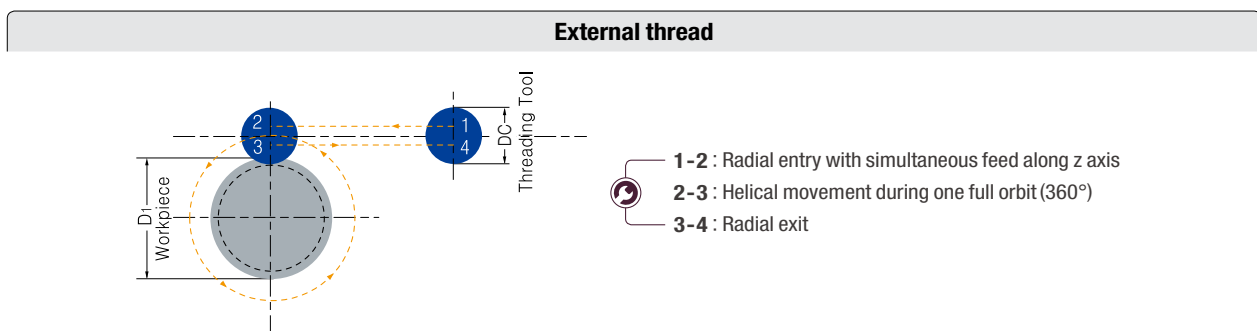 External thread
2
3
1
4
DC
Threading Tool
D1
Workpiece
1-2 : Radial entry with simultaneous feed along z axis
2-3 : Helical movement during one full orbit (360°)
3-4 : Radial exit